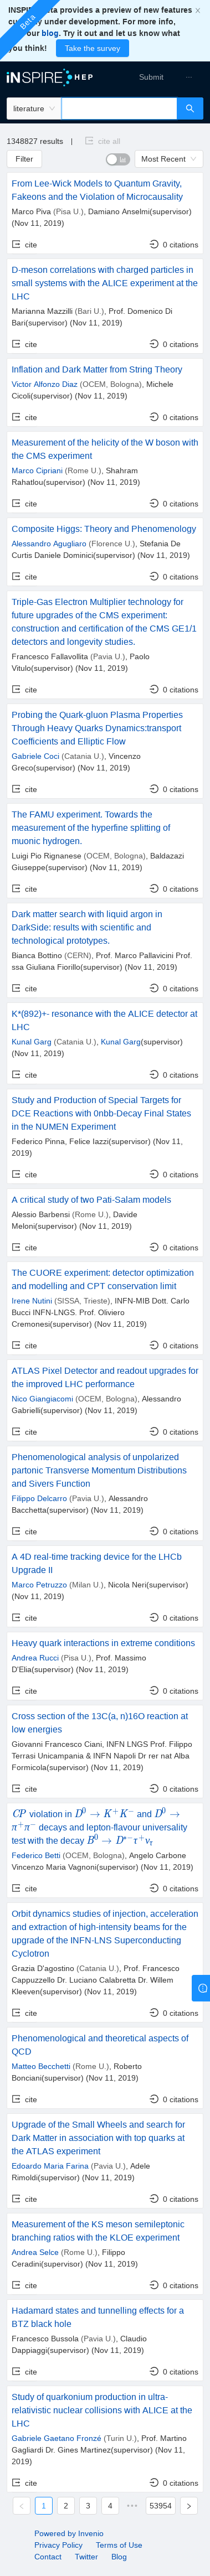 INSPIRE beta provides a preview of new features ×
currently under development. For more info,
our blog. Try it out and let us know what
you think! Take the survey
Beta
INSPIRE HEP Submit ···
literature
1348827 results | cite all
Filter Most Recent
From Lee-Wick Models to Quantum Gravity,
Fakeons and the Violation of Microcausality
Marco Piva (Pisa U.), Damiano Anselmi(supervisor)
(Nov 11, 2019)
cite 0 citations
D-meson correlations with charged particles in
small systems with the ALICE experiment at the
LHC
Marianna Mazzilli (Bari U.), Prof. Domenico Di
Bari(supervisor) (Nov 11, 2019)
cite 0 citations
Inflation and Dark Matter from String Theory
Victor Alfonzo Diaz (OCEM, Bologna), Michele
Cicoli(supervisor) (Nov 11, 2019)
cite 0 citations
Measurement of the helicity of the W boson with
the CMS experiment
Marco Cipriani (Rome U.), Shahram
Rahatlou(supervisor) (Nov 11, 2019)
cite 0 citations
Composite Higgs: Theory and Phenomenology
Alessandro Agugliaro (Florence U.), Stefania De
Curtis Daniele Dominici(supervisor) (Nov 11, 2019)
cite 0 citations
Triple-Gas Electron Multiplier technology for
future upgrades of the CMS experiment:
construction and certification of the CMS GE1/1
detectors and longevity studies.
Francesco Fallavollita (Pavia U.), Paolo
Vitulo(supervisor) (Nov 11, 2019)
cite 0 citations
Probing the Quark-gluon Plasma Properties
Through Heavy Quarks Dynamics:transport
Coefficients and Elliptic Flow
Gabriele Coci (Catania U.), Vincenzo
Greco(supervisor) (Nov 11, 2019)
cite 0 citations
The FAMU experiment. Towards the
measurement of the hyperfine splitting of
muonic hydrogen.
Luigi Pio Rignanese (OCEM, Bologna), Baldazazi
Giuseppe(supervisor) (Nov 11, 2019)
cite 0 citations
Dark matter search with liquid argon in
DarkSide: results with scientific and
technological prototypes.
Bianca Bottino (CERN), Prof. Marco Pallavicini Prof.
ssa Giuliana Fiorillo(supervisor) (Nov 11, 2019)
cite 0 citations
K*(892)+- resonance with the ALICE detector at
LHC
Kunal Garg (Catania U.), Kunal Garg(supervisor)
(Nov 11, 2019)
cite 0 citations
Study and Production of Special Targets for
DCE Reactions with 0nbb-Decay Final States
in the NUMEN Experiment
Federico Pinna, Felice Iazzi(supervisor) (Nov 11,
2019)
cite 0 citations
A critical study of two Pati-Salam models
Alessio Barbensi (Rome U.), Davide
Meloni(supervisor) (Nov 11, 2019)
cite 0 citations
The CUORE experiment: detector optimization
and modelling and CPT conservation limit
Irene Nutini (SISSA, Trieste), INFN-MIB Dott. Carlo
Bucci INFN-LNGS. Prof. Oliviero
Cremonesi(supervisor) (Nov 11, 2019)
cite 0 citations
ATLAS Pixel Detector and readout upgrades for
the improved LHC performance
Nico Giangiacomi (OCEM, Bologna), Alessandro
Gabrielli(supervisor) (Nov 11, 2019)
cite 0 citations
Phenomenological analysis of unpolarized
partonic Transverse Momentum Distributions
and Sivers Function
Filippo Delcarro (Pavia U.), Alessandro
Bacchetta(supervisor) (Nov 11, 2019)
cite 0 citations
A 4D real-time tracking device for the LHCb
Upgrade II
Marco Petruzzo (Milan U.), Nicola Neri(supervisor)
(Nov 11, 2019)
cite 0 citations
Heavy quark interactions in extreme conditions
Andrea Rucci (Pisa U.), Prof. Massimo
D'Elia(supervisor) (Nov 11, 2019)
cite 0 citations
Cross section of the 13C(a, n)16O reaction at
low energies
Giovanni Francesco Ciani, INFN LNGS Prof. Filippo
Terrasi Unicampania & INFN Napoli Dr rer nat Alba
Formicola(supervisor) (Nov 11, 2019)
cite 0 citations
CP violation in D⁰ → K⁺K⁻ and D⁰ →
π⁺π⁻ decays and lepton-flavour universality
test with the decay B⁰ → D*⁻τ⁺ντ
Federico Betti (OCEM, Bologna), Angelo Carbone
Vincenzo Maria Vagnoni(supervisor) (Nov 11, 2019)
cite 0 citations
Orbit dynamics studies of injection, acceleration
and extraction of high-intensity beams for the
upgrade of the INFN-LNS Superconducting
Cyclotron
Grazia D'agostino (Catania U.), Prof. Francesco
Cappuzzello Dr. Luciano Calabretta Dr. Willem
Kleeven(supervisor) (Nov 11, 2019)
cite 0 citations
Phenomenological and theoretical aspects of
QCD
Matteo Becchetti (Rome U.), Roberto
Bonciani(supervisor) (Nov 11, 2019)
cite 0 citations
Upgrade of the Small Wheels and search for
Dark Matter in association with top quarks at
the ATLAS experiment
Edoardo Maria Farina (Pavia U.), Adele
Rimoldi(supervisor) (Nov 11, 2019)
cite 0 citations
Measurement of the KS meson semileptonic
branching ratios with the KLOE experiment
Andrea Selce (Rome U.), Filippo
Ceradini(supervisor) (Nov 11, 2019)
cite 0 citations
Hadamard states and tunnelling effects for a
BTZ black hole
Francesco Bussola (Pavia U.), Claudio
Dappiaggi(supervisor) (Nov 11, 2019)
cite 0 citations
Study of quarkonium production in ultra-
relativistic nuclear collisions with ALICE at the
LHC
Gabriele Gaetano Fronzé (Turin U.), Prof. Martino
Gagliardi Dr. Gines Martinez(supervisor) (Nov 11,
2019)
cite 0 citations
1 2 3 4 ••• 53954
Powered by Invenio
Privacy Policy Terms of Use
Contact Twitter Blog